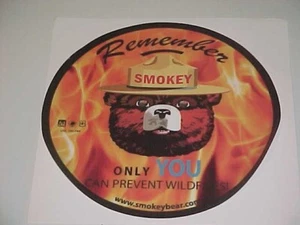 Remember
SMOKEY
ONLY YOU
CAN PREVENT WILDFIRES!
www.smokeybear.com